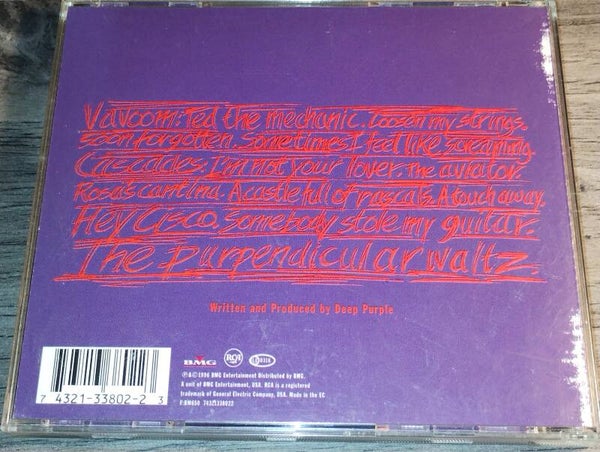 Vavoom: Ted the mechanic. Loosen my strings.
Soon forgotten. Sometimes I feel like screaming.
Cascades. I'm not your lover. The aviator.
Rosa's cantina. A castle full of rascals. A touch away.
Hey Cisco. Somebody stole my guitar.
The purpendicular waltz.
Written and Produced by Deep Purple
BMG
RCA
℗ & © 1996 BMG Entertainment Distributed by BMG.
A unit of BMG Entertainment, USA. RCA is a registered
trademark of General Electric Company, USA. Made in the EC
7 4321-33802-2 3
74321338022